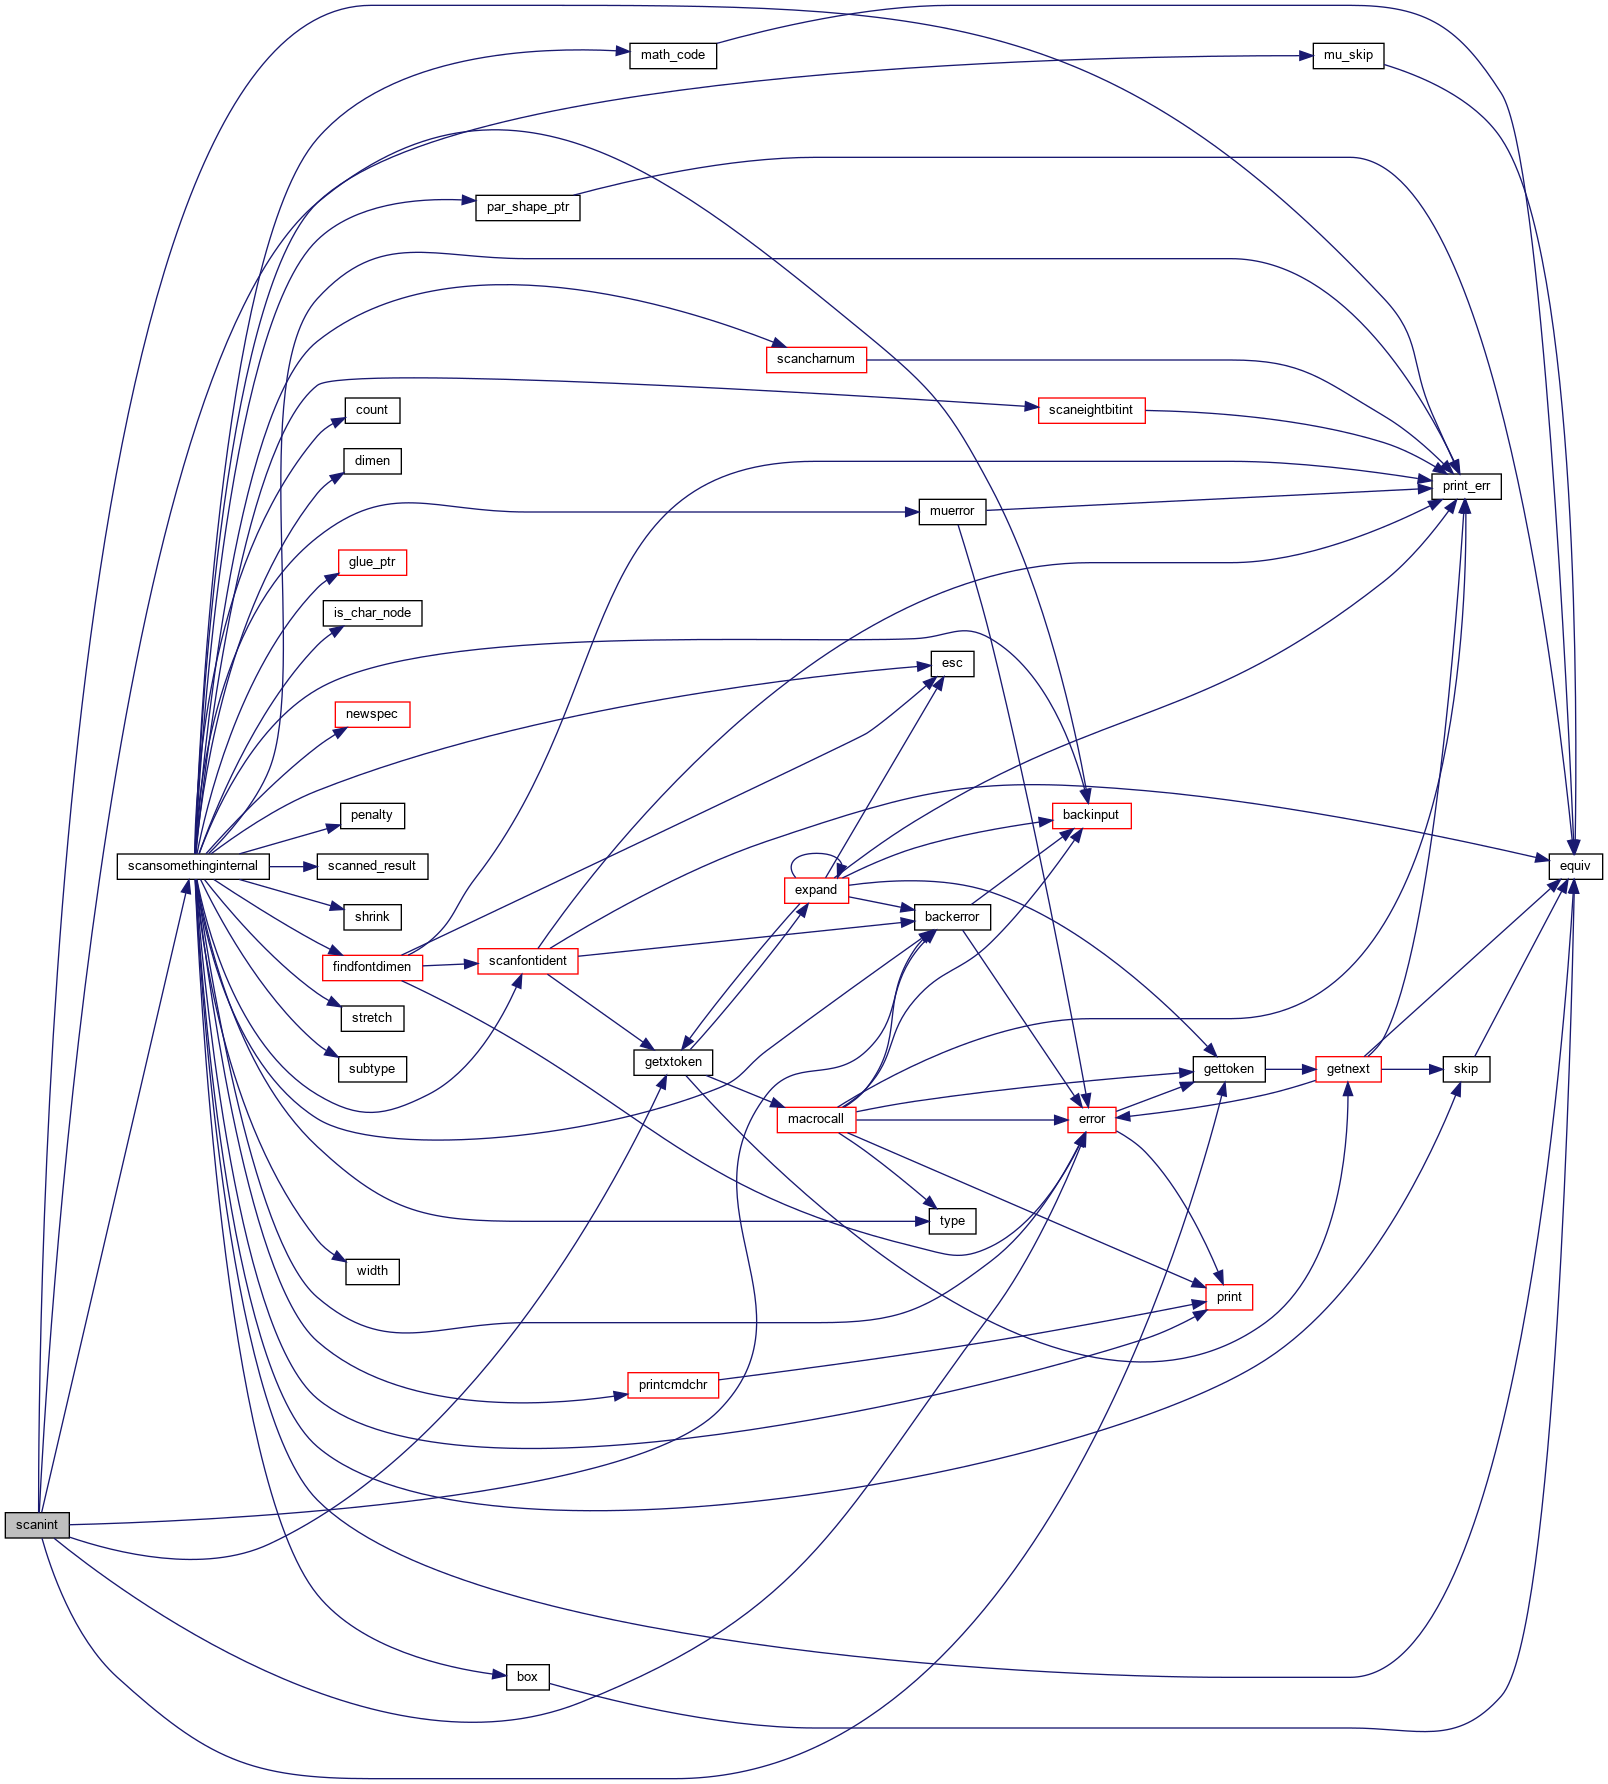 math_code
mu_skip
par_shape_ptr
scancharnum
count
scaneightbitint
dimen
print_err
muerror
glue_ptr
is_char_node
esc
newspec
penalty
backinput
scansomethinginternal
scanned_result
equiv
expand
shrink
backerror
findfontdimen
scanfontident
stretch
getxtoken
subtype
gettoken
getnext
skip
macrocall
error
type
width
print
printcmdchr
scanint
box